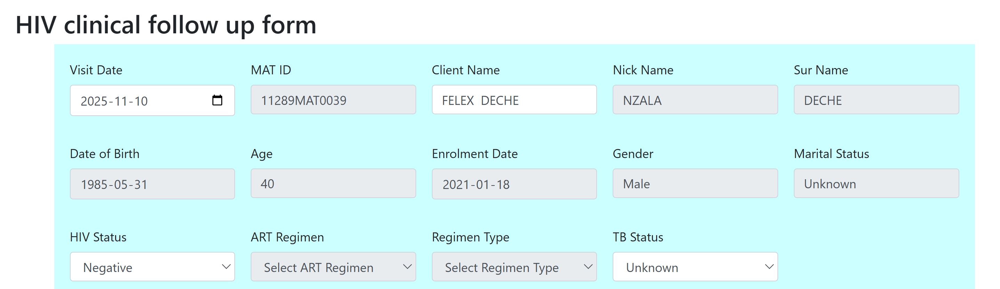 HIV clinical follow up form
Visit Date MAT ID Client Name Nick Name Sur Name
2025-11-10 11289MAT0039 FELEX  DECHE NZALA DECHE
Date of Birth Age Enrolment Date Gender Marital Status
1985-05-31 40 2021-01-18 Male Unknown
HIV Status ART Regimen Regimen Type TB Status
Negative Select ART Regimen Select Regimen Type Unknown